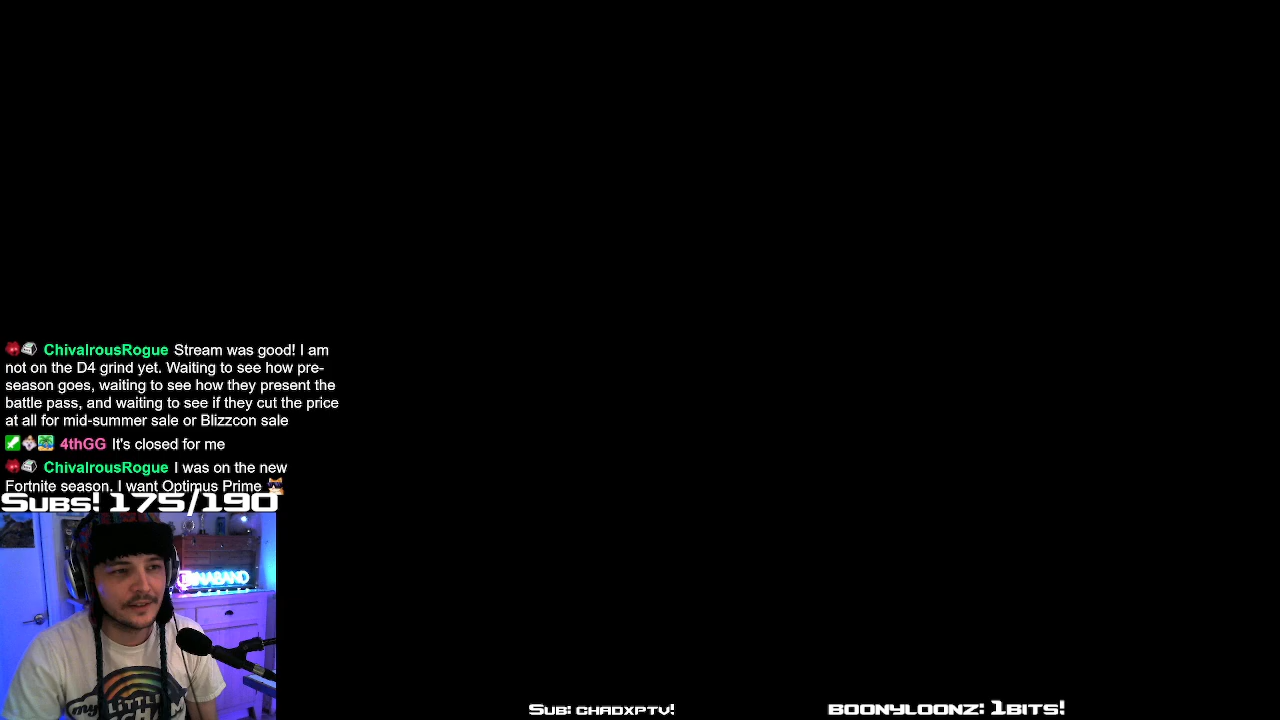 ChivalrousRogue Stream was good! I am
not on the D4 grind yet. Waiting to see how pre-
season goes, waiting to see how they present the
battle pass, and waiting to see if they cut the price
at all for mid-summer sale or Blizzcon sale
4thGG It's closed for me
ChivalrousRogue I was on the new
Fortnite season. I want Optimus Prime
Subs! 175/190
my LITTLE
Sub: chadxptv!
boonyloonz: 1bits!